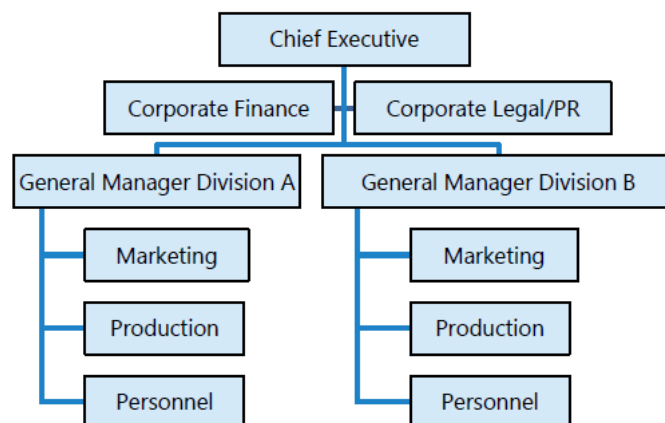 Chief Executive
Corporate Finance
Corporate Legal/PR
General Manager Division A
General Manager Division B
Marketing
Marketing
Production
Production
Personnel
Personnel